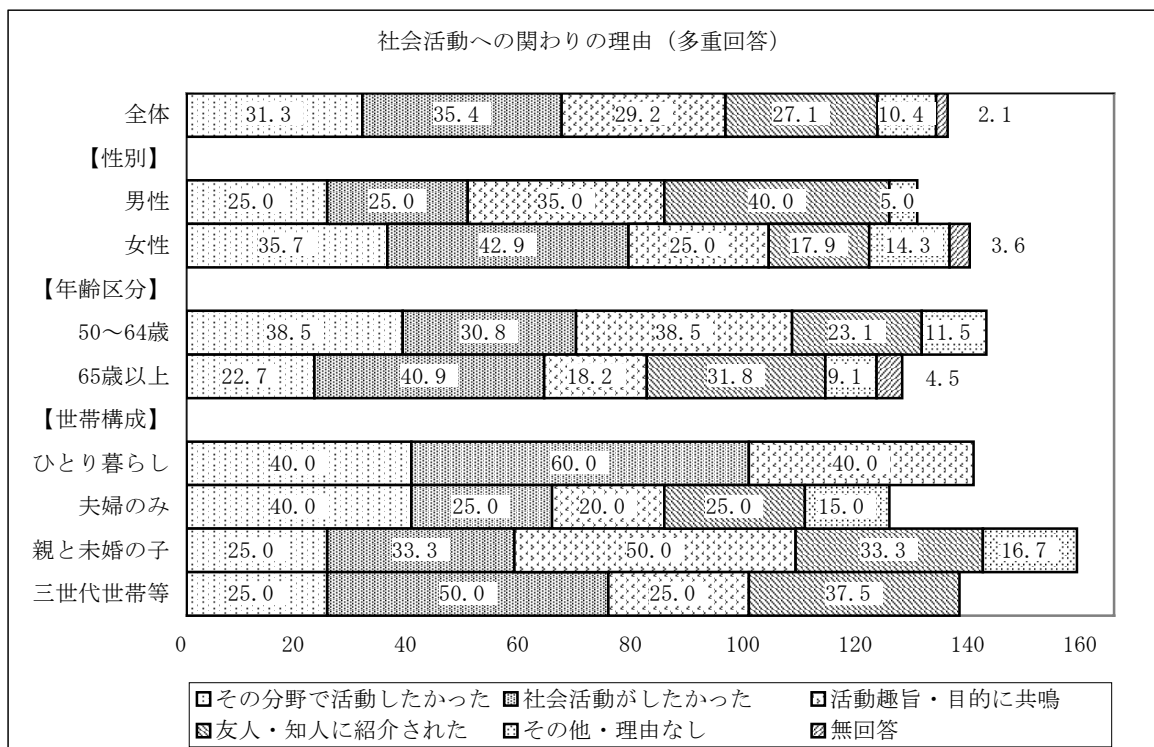 社会活動への関わりの理由（多重回答）
全体 31.3 35.4 29.2 27.1 10.4 2.1
【性別】
男性 25.0 25.0 35.0 40.0 5.0
女性 35.7 42.9 25.0 17.9 14.3 3.6
【年齢区分】
50～64歳 38.5 30.8 38.5 23.1 11.5
65歳以上 22.7 40.9 18.2 31.8 9.1 4.5
【世帯構成】
ひとり暮らし 40.0 60.0 40.0
夫婦のみ 40.0 25.0 20.0 25.0 15.0
親と未婚の子 25.0 33.3 50.0 33.3 16.7
三世代世帯等 25.0 50.0 25.0 37.5
0 20 40 60 80 100 120 140 160
その分野で活動したかった 社会活動がしたかった 活動趣旨・目的に共鳴
友人・知人に紹介された その他・理由なし 無回答